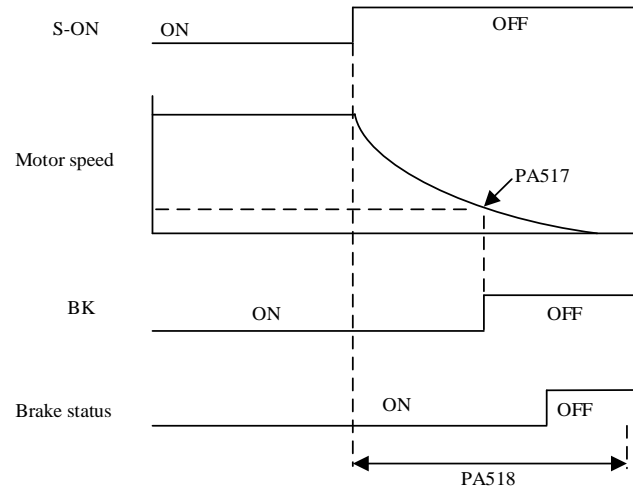 S-ON
ON
OFF
Motor speed
PA517
BK
ON
OFF
Brake status
ON
OFF
PA518